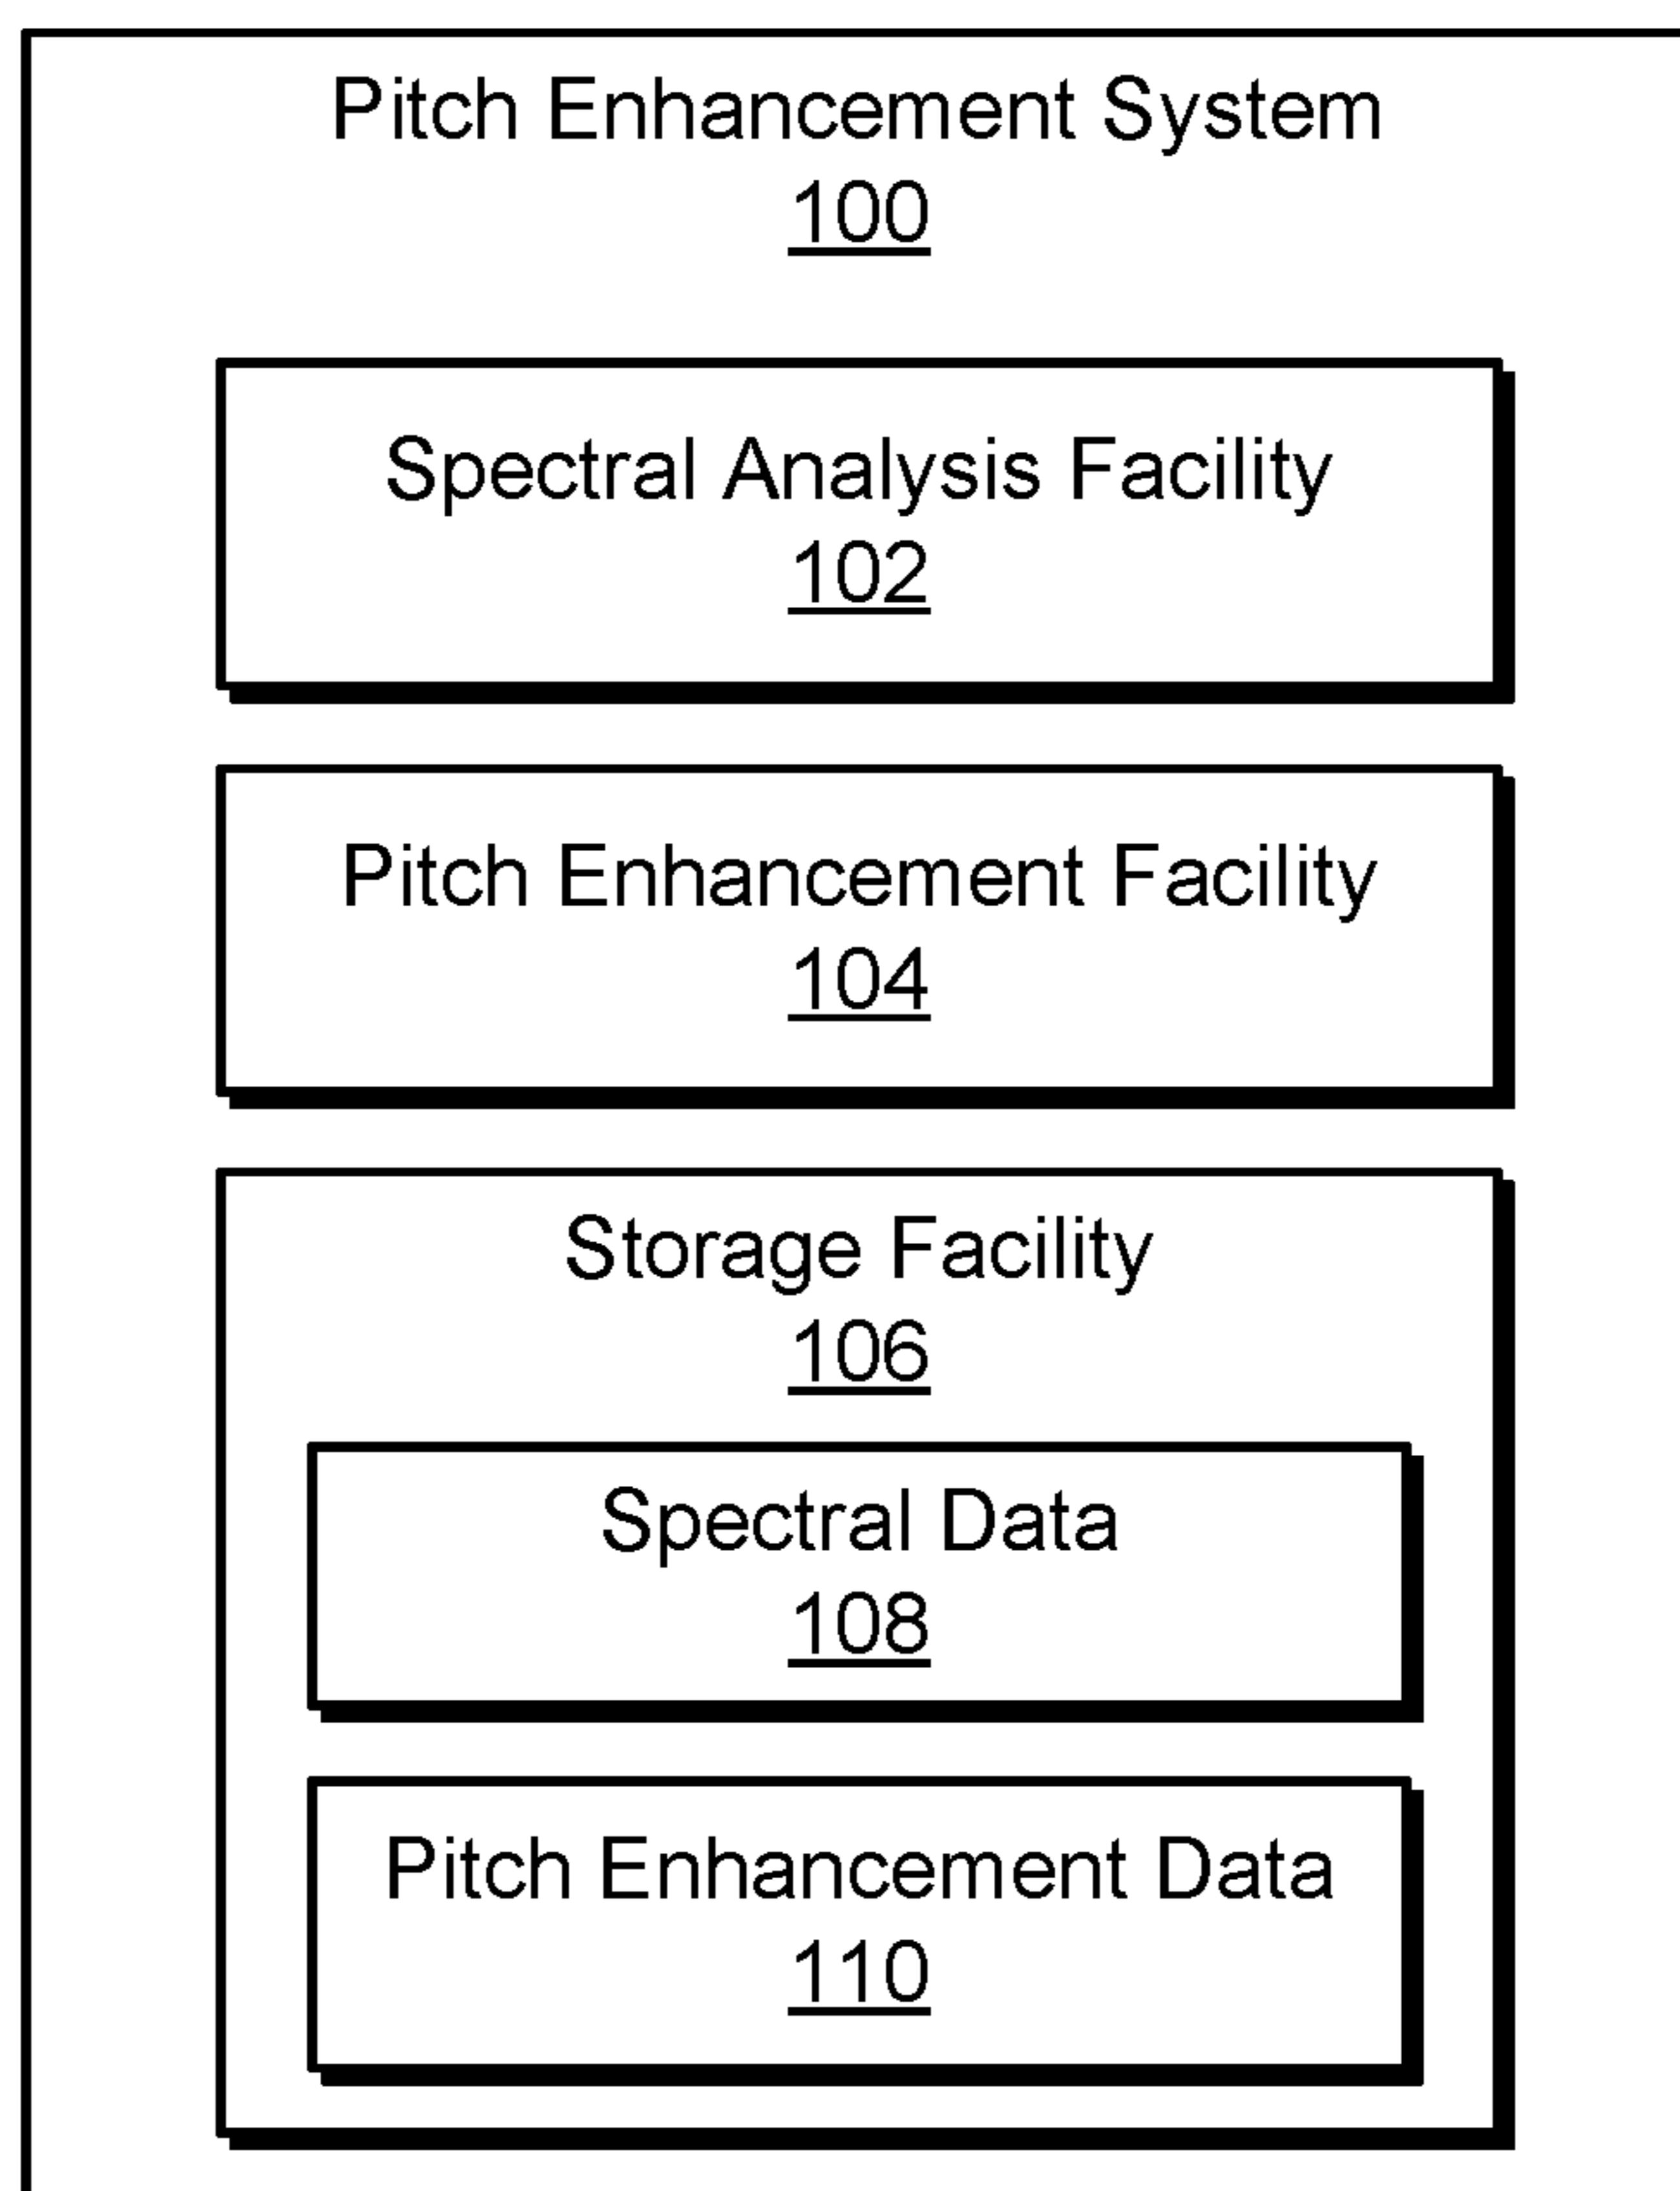 Pitch Enhancement System
100
Spectral Analysis Facility
102
Pitch Enhancement Facility
104
Storage Facility
106
Spectral Data
108
Pitch Enhancement Data
110